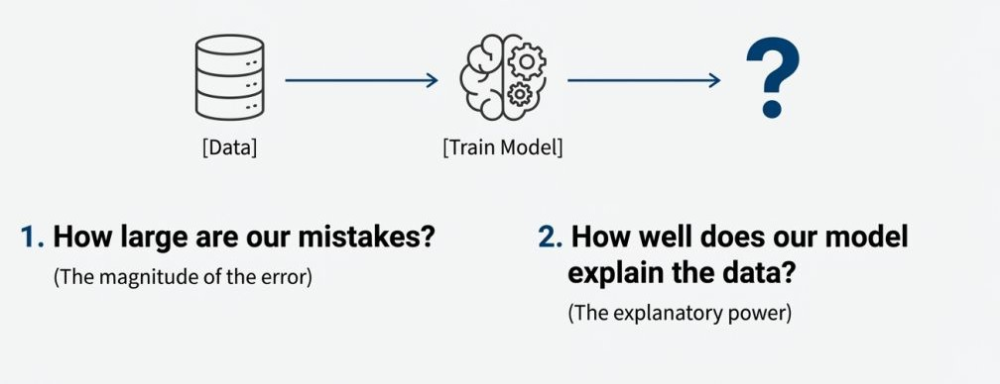 ?
[Data]
[Train Model]
1. How large are our mistakes?
(The magnitude of the error)
2. How well does our model
explain the data?
(The explanatory power)